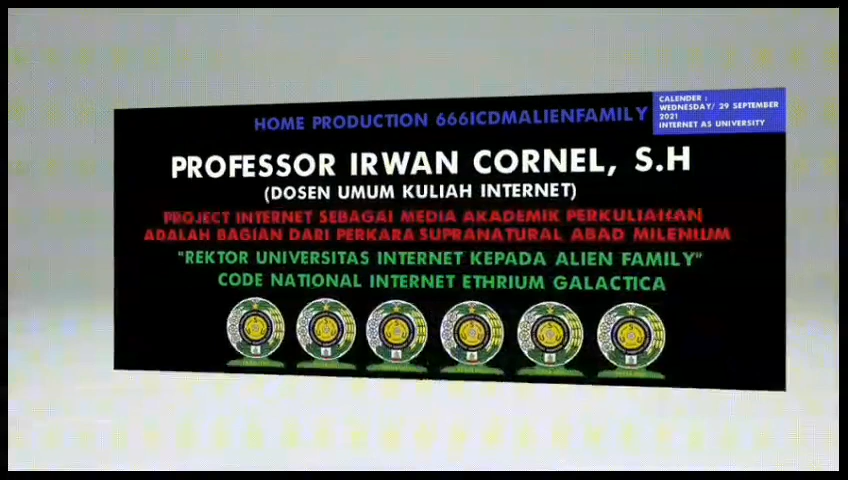 HOME PRODUCTION 666ICDMALIENFAMILY
CALENDER :
WEDNESDAY/ 29 SEPTEMBER
2021
INTERNET AS UNIVERSITY
PROFESSOR IRWAN CORNEL, S.H
(DOSEN UMUM KULIAH INTERNET)
PROJECT INTERNET SEBAGAI MEDIA AKADEMIK PERKULIAHAN
ADALAH BAGIAN DARI PERKARA SUPRANATURAL ABAD MILENIUM
"REKTOR UNIVERSITAS INTERNET KEPADA ALIEN FAMILY"
CODE NATIONAL INTERNET ETHRIUM GALACTICA